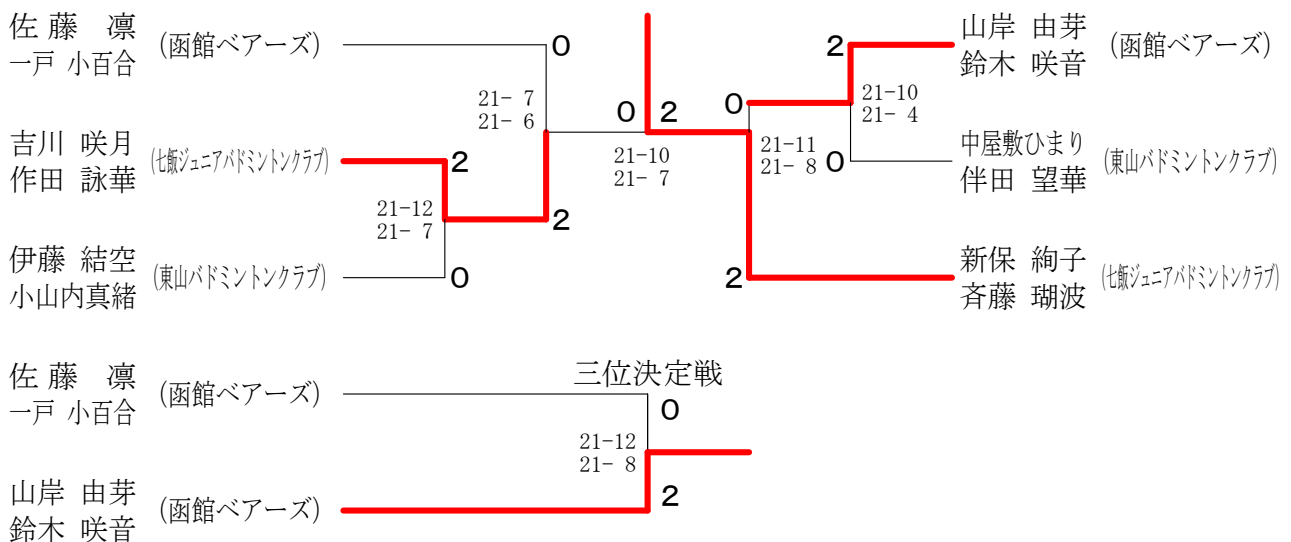 佐藤 凛
一戸 小百合
(函館ベアーズ)
0
21- 7
21- 6
吉川 咲月
作田 詠華
(七飯ジュニアバドミントンクラブ)
2
21-12
21- 7
2
伊藤 結空
小山内真緒
(東山バドミントンクラブ)
0
0
2
21-10
21- 7
山岸 由芽
鈴木 咲音
(函館ベアーズ)
2
21-10
21- 4
0
21-11
21- 8
0
中屋敷ひまり
伴田 望華
(東山バドミントンクラブ)
2
新保 絢子
斉藤 瑚波
(七飯ジュニアバドミントンクラブ)
三位決定戦
佐藤 凛
一戸 小百合
(函館ベアーズ)
0
21-12
21- 8
2
山岸 由芽
鈴木 咲音
(函館ベアーズ)